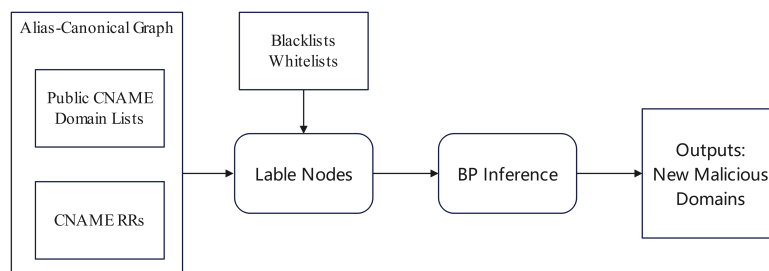 Alias-Canonical Graph
Public CNAME
Domain Lists
CNAME RRs
Blacklists
Whitelists
Lable Nodes
BP Inference
Outputs:
New Malicious
Domains